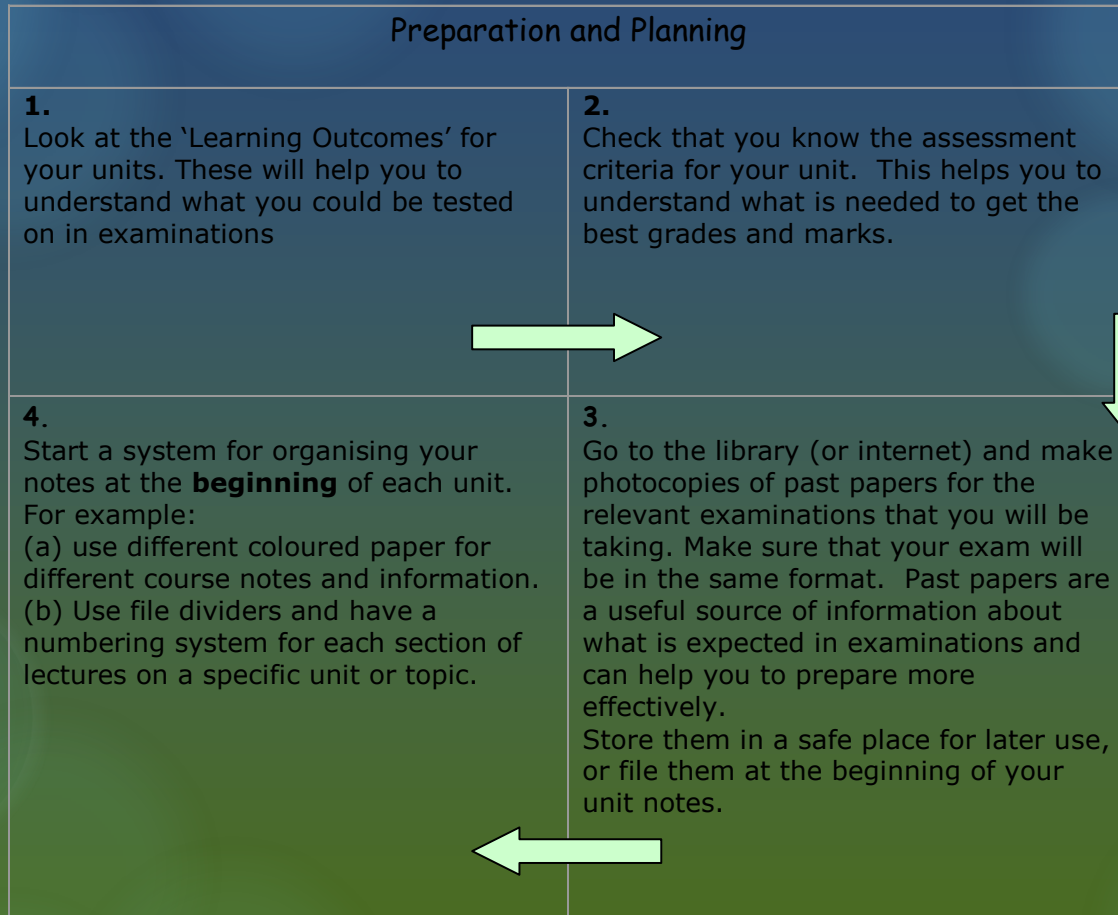 Preparation and Planning
1.
Look at the ‘Learning Outcomes’ for
your units. These will help you to
understand what you could be tested
on in examinations
2.
Check that you know the assessment
criteria for your unit.  This helps you to
understand what is needed to get the
best grades and marks.
3.
Go to the library (or internet) and make
photocopies of past papers for the
relevant examinations that you will be
taking. Make sure that your exam will
be in the same format.  Past papers are
a useful source of information about
what is expected in examinations and
can help you to prepare more
effectively.
Store them in a safe place for later use,
or file them at the beginning of your
unit notes.
4.
Start a system for organising your
notes at the beginning of each unit.
For example:
(a) use different coloured paper for
different course notes and information.
(b) Use file dividers and have a
numbering system for each section of
lectures on a specific unit or topic.